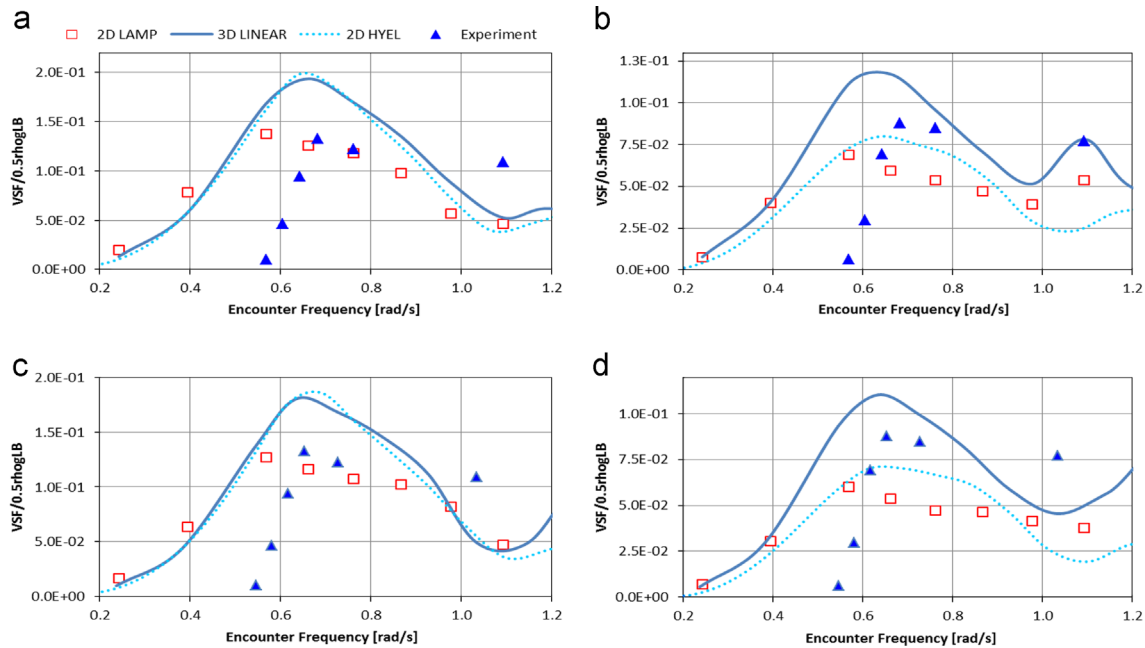 a
2D LAMP 3D LINEAR 2D HYEL Experiment
VSF/0.5rhogLB
2.0E-01
1.5E-01
1.0E-01
5.0E-02
0.0E+00
0.2 0.4 0.6 0.8 1.0 1.2
Encounter Frequency [rad/s]
b
VSF/0.5rhogLB
1.3E-01
1.0E-01
7.5E-02
5.0E-02
2.5E-02
0.0E+00
0.2 0.4 0.6 0.8 1.0 1.2
Encounter Frequency [rad/s]
c
VSF/0.5rhogLB
2.0E-01
1.5E-01
1.0E-01
5.0E-02
0.0E+00
0.2 0.4 0.6 0.8 1.0 1.2
Encounter Frequency [rad/s]
d
VSF/0.5rhogLB
1.0E-01
7.5E-02
5.0E-02
2.5E-02
0.0E+00
0.2 0.4 0.6 0.8 1.0 1.2
Encounter Frequency [rad/s]